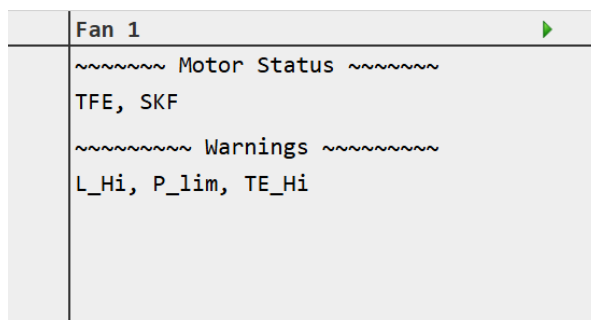 Fan 1
~~~~~~~ Motor Status ~~~~~~~
TFE, SKF
~~~~~~~~~ Warnings ~~~~~~~~~
L_Hi, P_lim, TE_Hi